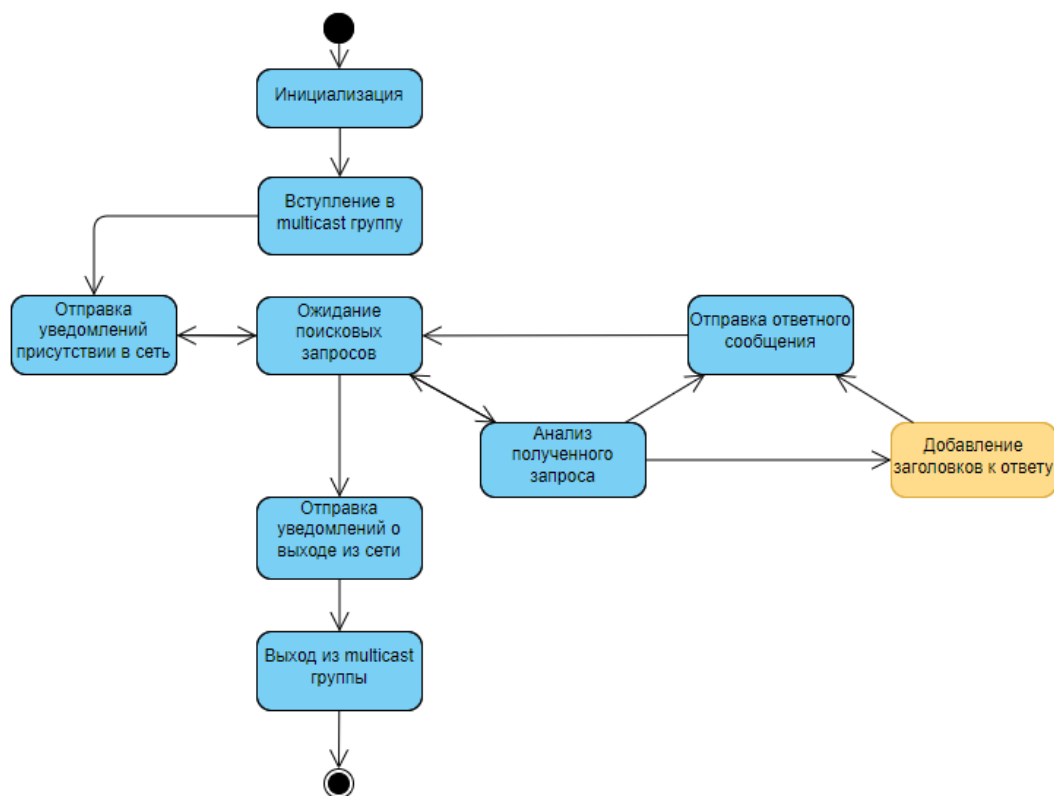 Инициализация
Вступление в
multicast группу
Отправка
уведомлений
присутствии в сеть
Ожидание
поисковых
запросов
Отправка ответного
сообщения
Анализ
полученного
запроса
Добавление
заголовков к ответу
Отправка
уведомлений о
выходе из сети
Выход из multicast
группы